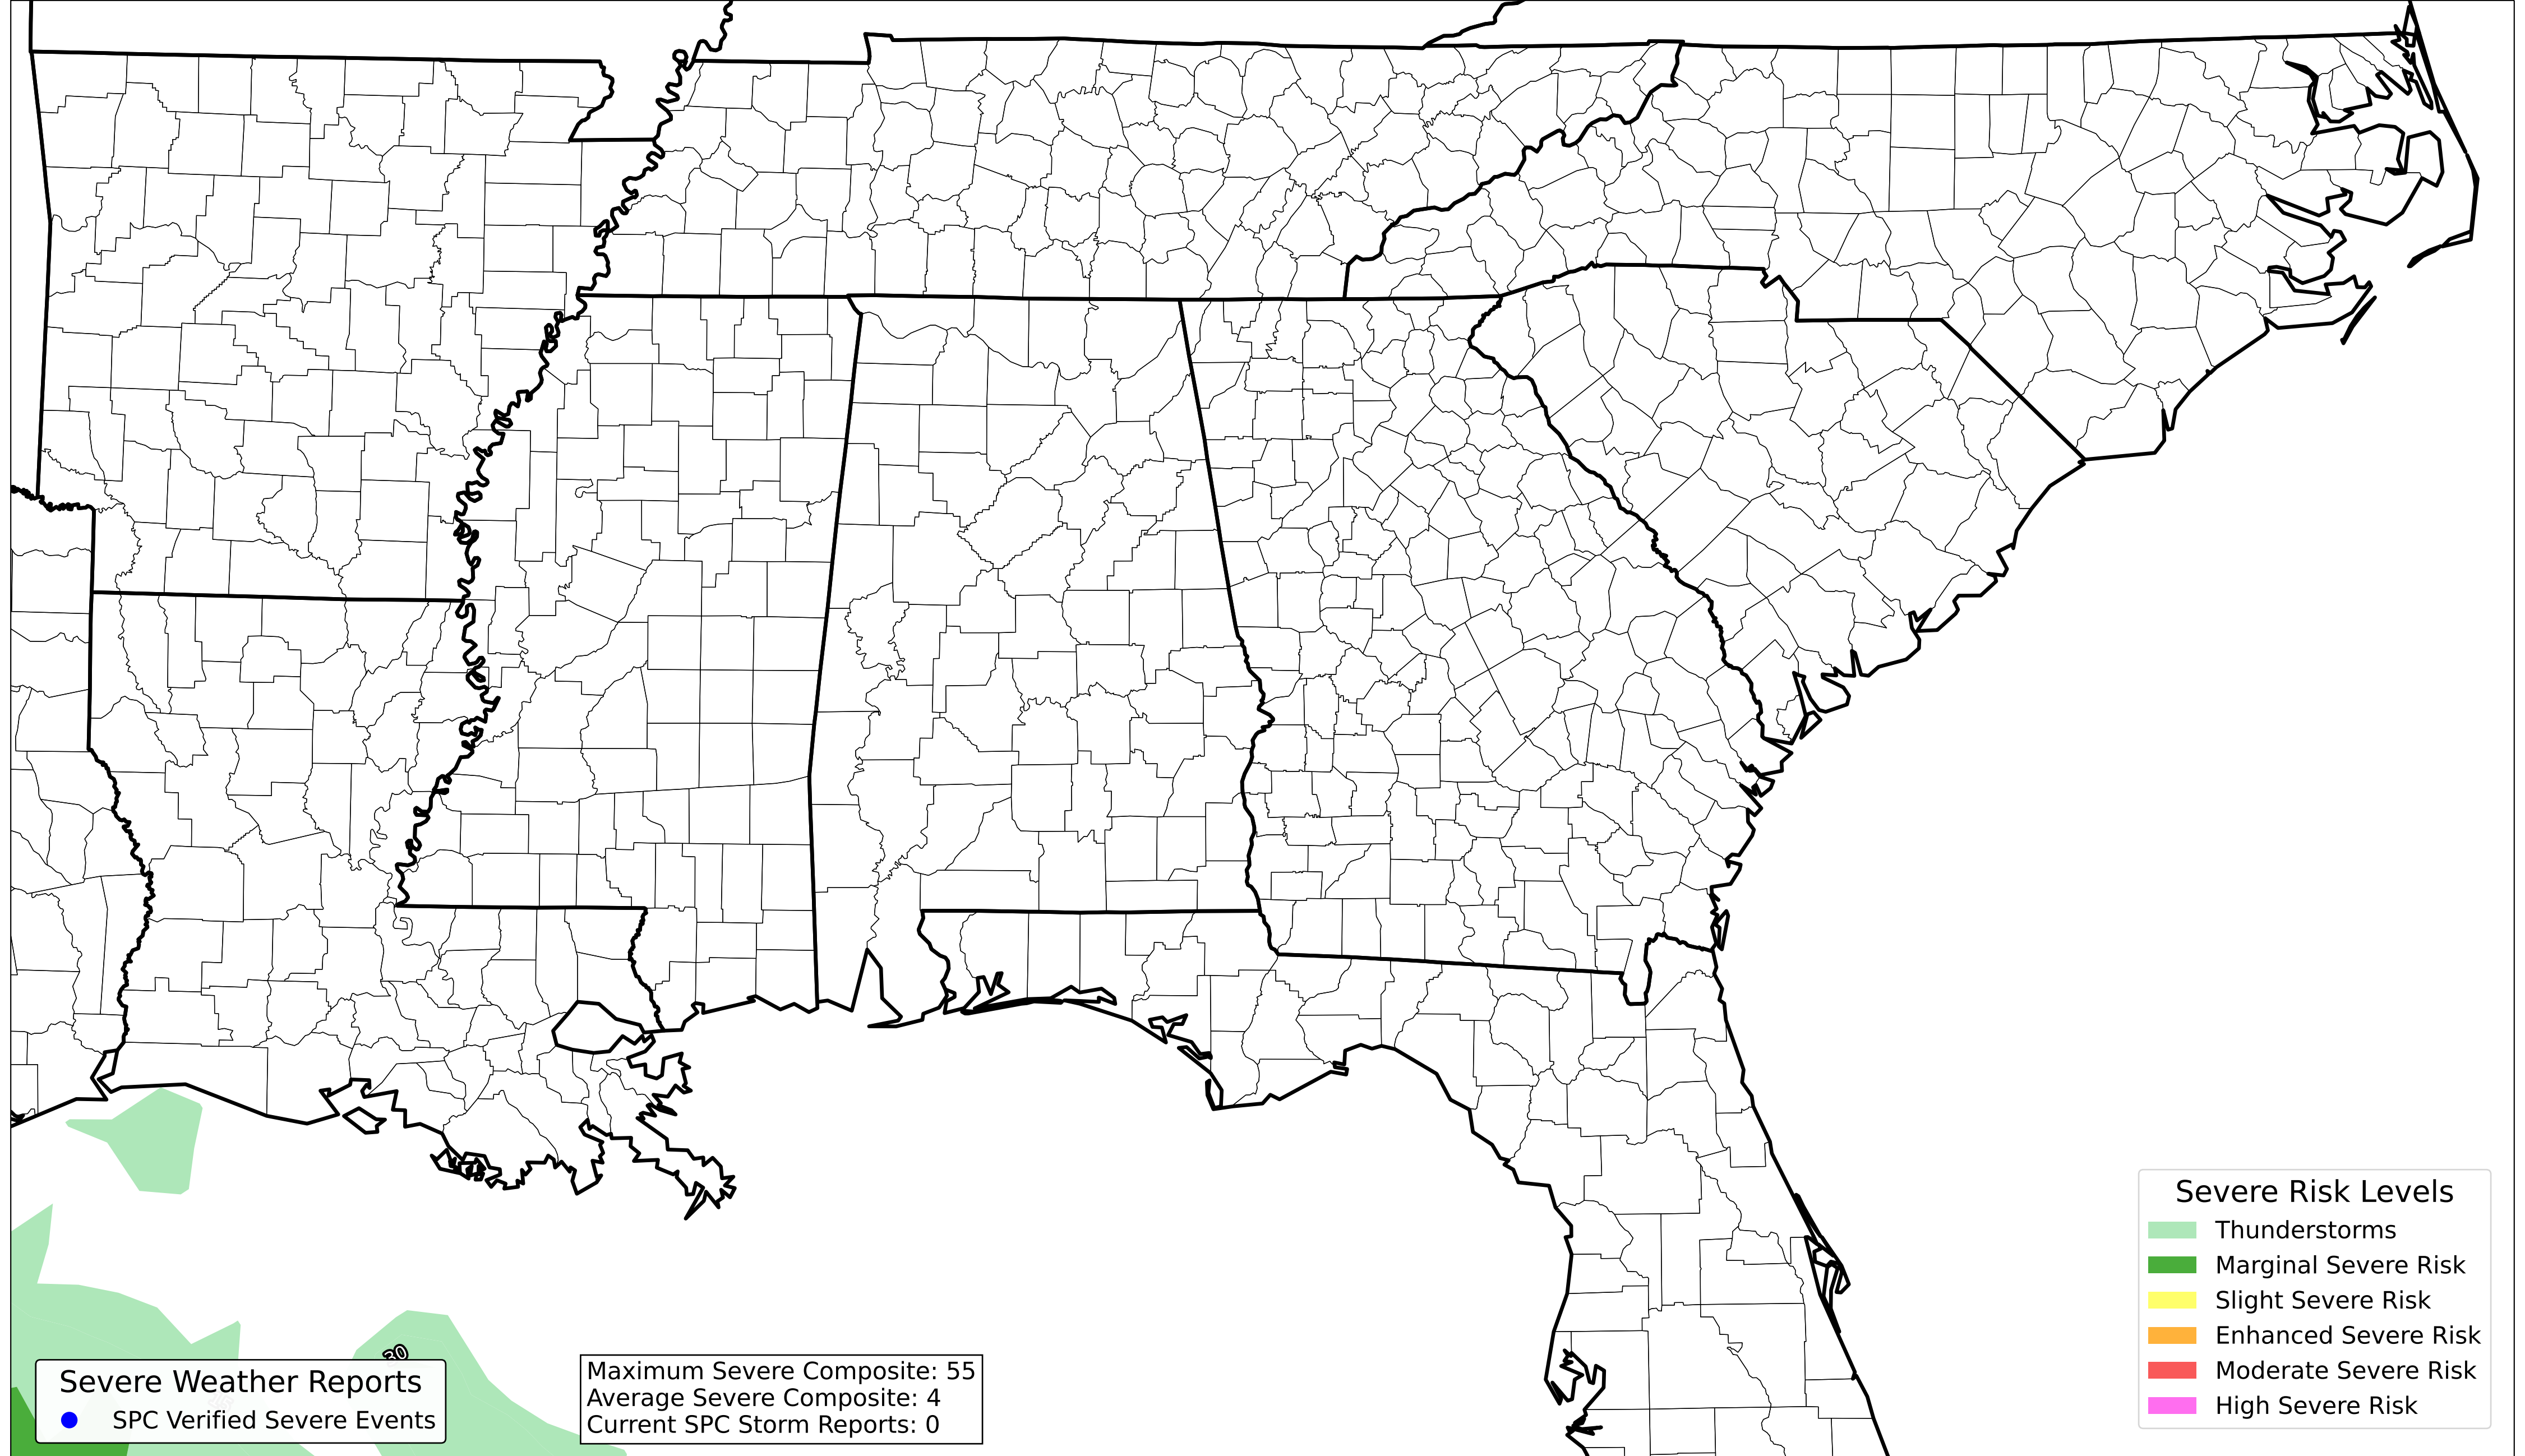 30
Severe Weather Reports
SPC Verified Severe Events
Maximum Severe Composite: 55
Average Severe Composite: 4
Current SPC Storm Reports: 0
Severe Risk Levels
Thunderstorms
Marginal Severe Risk
Slight Severe Risk
Enhanced Severe Risk
Moderate Severe Risk
High Severe Risk